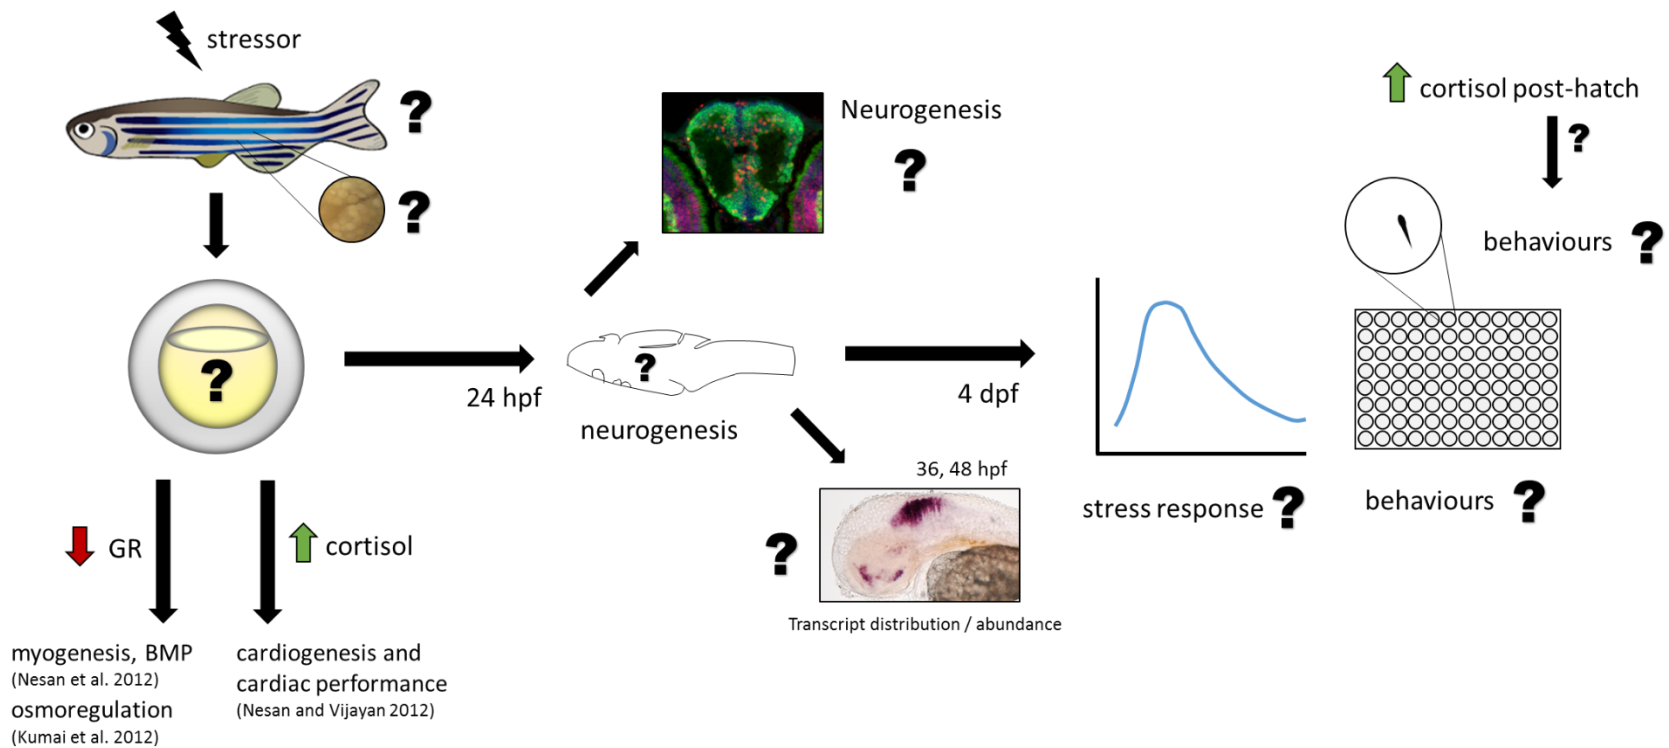 stressor
?
?
?
GR
cortisol
myogenesis, BMP
(Nesan et al. 2012)
osmoregulation
(Kumai et al. 2012)
cardiogenesis and
cardiac performance
(Nesan and Vijayan 2012)
24 hpf
Neurogenesis
?
?
neurogenesis
36, 48 hpf
?
Transcript distribution / abundance
4 dpf
stress response ?
cortisol post-hatch
?
behaviours ?
behaviours ?